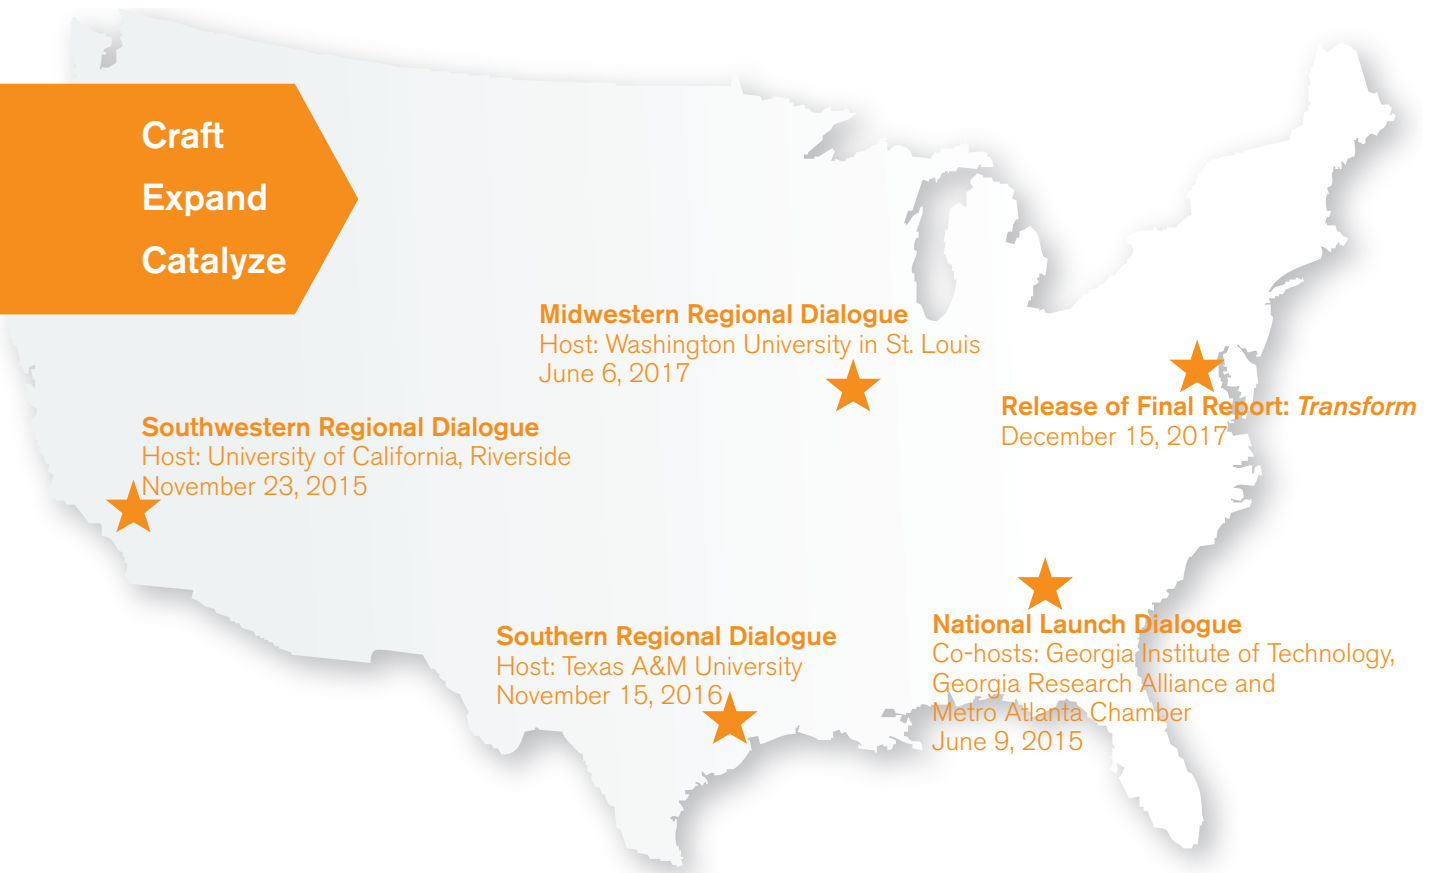 Craft
Expand
Catalyze
Midwestern Regional Dialogue
Host: Washington University in St. Louis
June 6, 2017
Release of Final Report: Transform
December 15, 2017
Southwestern Regional Dialogue
Host: University of California, Riverside
November 23, 2015
Southern Regional Dialogue
Host: Texas A&M University
November 15, 2016
National Launch Dialogue
Co-hosts: Georgia Institute of Technology,
Georgia Research Alliance and
Metro Atlanta Chamber
June 9, 2015